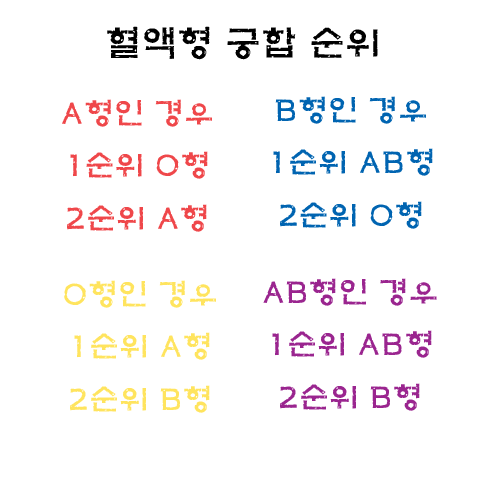 혈액형 궁합 순위
A형인 경우
1순위 O형
2순위 A형
B형인 경우
1순위 AB형
2순위 O형
O형인 경우
1순위 A형
2순위 B형
AB형인 경우
1순위 AB형
2순위 B형